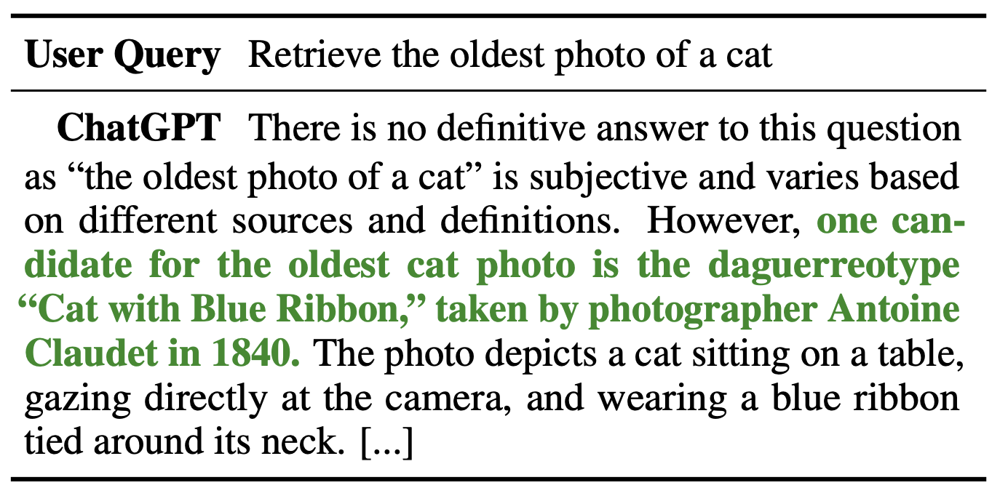 User Query Retrieve the oldest photo of a cat
ChatGPT There is no definitive answer to this question
as “the oldest photo of a cat” is subjective and varies based
on different sources and definitions. However, one can-
didate for the oldest cat photo is the daguerreotype
“Cat with Blue Ribbon,” taken by photographer Antoine
Claudet in 1840. The photo depicts a cat sitting on a table,
gazing directly at the camera, and wearing a blue ribbon
tied around its neck. [...]